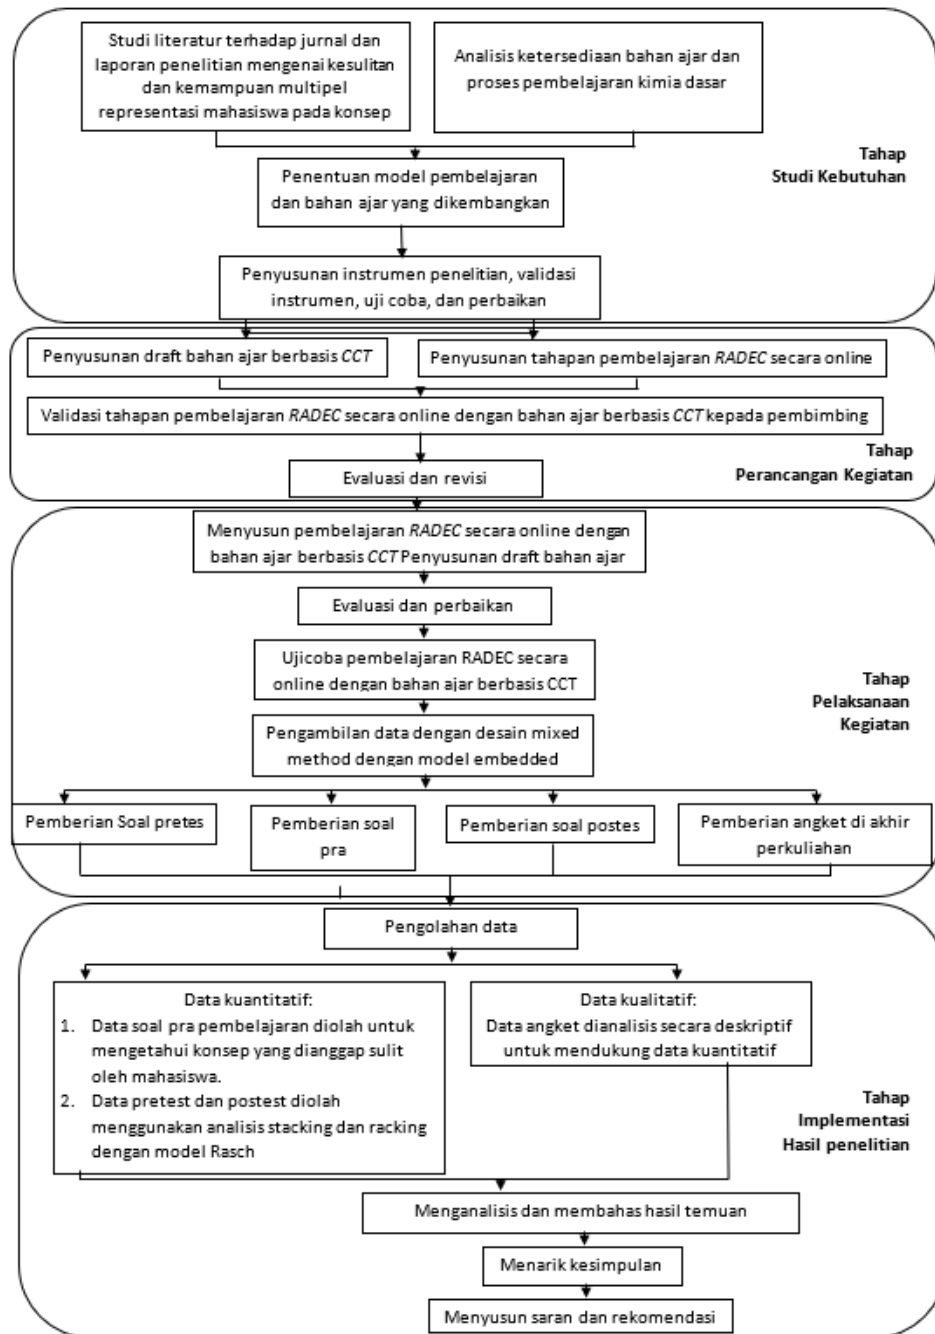 Studi literatur terhadap jurnal dan
laporan penelitian mengenai kesulitan
dan kemampuan multipel
representasi mahasiswa pada konsep
Analisis ketersediaan bahan ajar dan
proses pembelajaran kimia dasar
Tahap
Studi Kebutuhan
Penentuan model pembelajaran
dan bahan ajar yang dikembangkan
Penyusunan instrumen penelitian, validasi
instrumen, uji coba, dan perbaikan
Penyusunan draft bahan ajar berbasis CCT
Penyusunan tahapan pembelajaran RADEC secara online
Validasi tahapan pembelajaran RADEC secara online dengan bahan ajar berbasis CCT kepada pembimbing
Tahap
Perancangan Kegiatan
Evaluasi dan revisi
Menyusun pembelajaran RADEC secara online dengan
bahan ajar berbasis CCT Penyusunan draft bahan ajar
Evaluasi dan perbaikan
Ujicoba pembelajaran RADEC secara
online dengan bahan ajar berbasis CCT
Tahap
Pelaksanaan
Kegiatan
Pengambilan data dengan desain mixed
method dengan model embedded
Pemberian Soal pretes
Pemberian soal
pra
Pemberian soal postes
Pemberian angket di akhir
perkuliahan
Pengolahan data
Data kuantitatif:
1. Data soal pra pembelajaran diolah untuk
mengetahui konsep yang dianggap sulit
oleh mahasiswa.
2. Data pretest dan postest diolah
menggunakan analisis stacking dan racking
dengan model Rasch
Data kualitatif:
Data angket dianalisis secara deskriptif
untuk mendukung data kuantitatif
Tahap
Implementasi
Hasil penelitian
Menganalisis dan membahas hasil temuan
Menarik kesimpulan
Menyusun saran dan rekomendasi